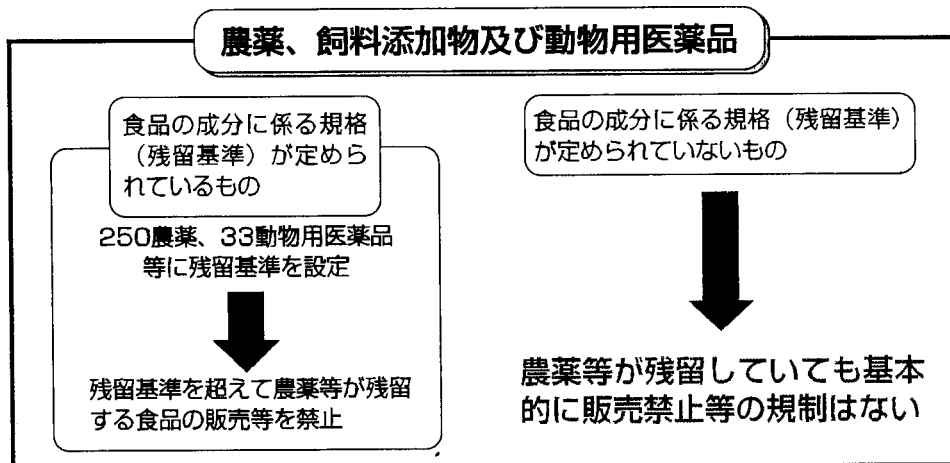 農薬、飼料添加物及び動物用医薬品
食品の成分に係る規格
（残留基準）が定めら
れているもの
250農薬、33動物用医薬品
等に残留基準を設定
残留基準を超えて農薬等が残留
する食品の販売等を禁止
食品の成分に係る規格（残留基準）
が定められていないもの
農薬等が残留していても基本
的に販売禁止等の規制はない